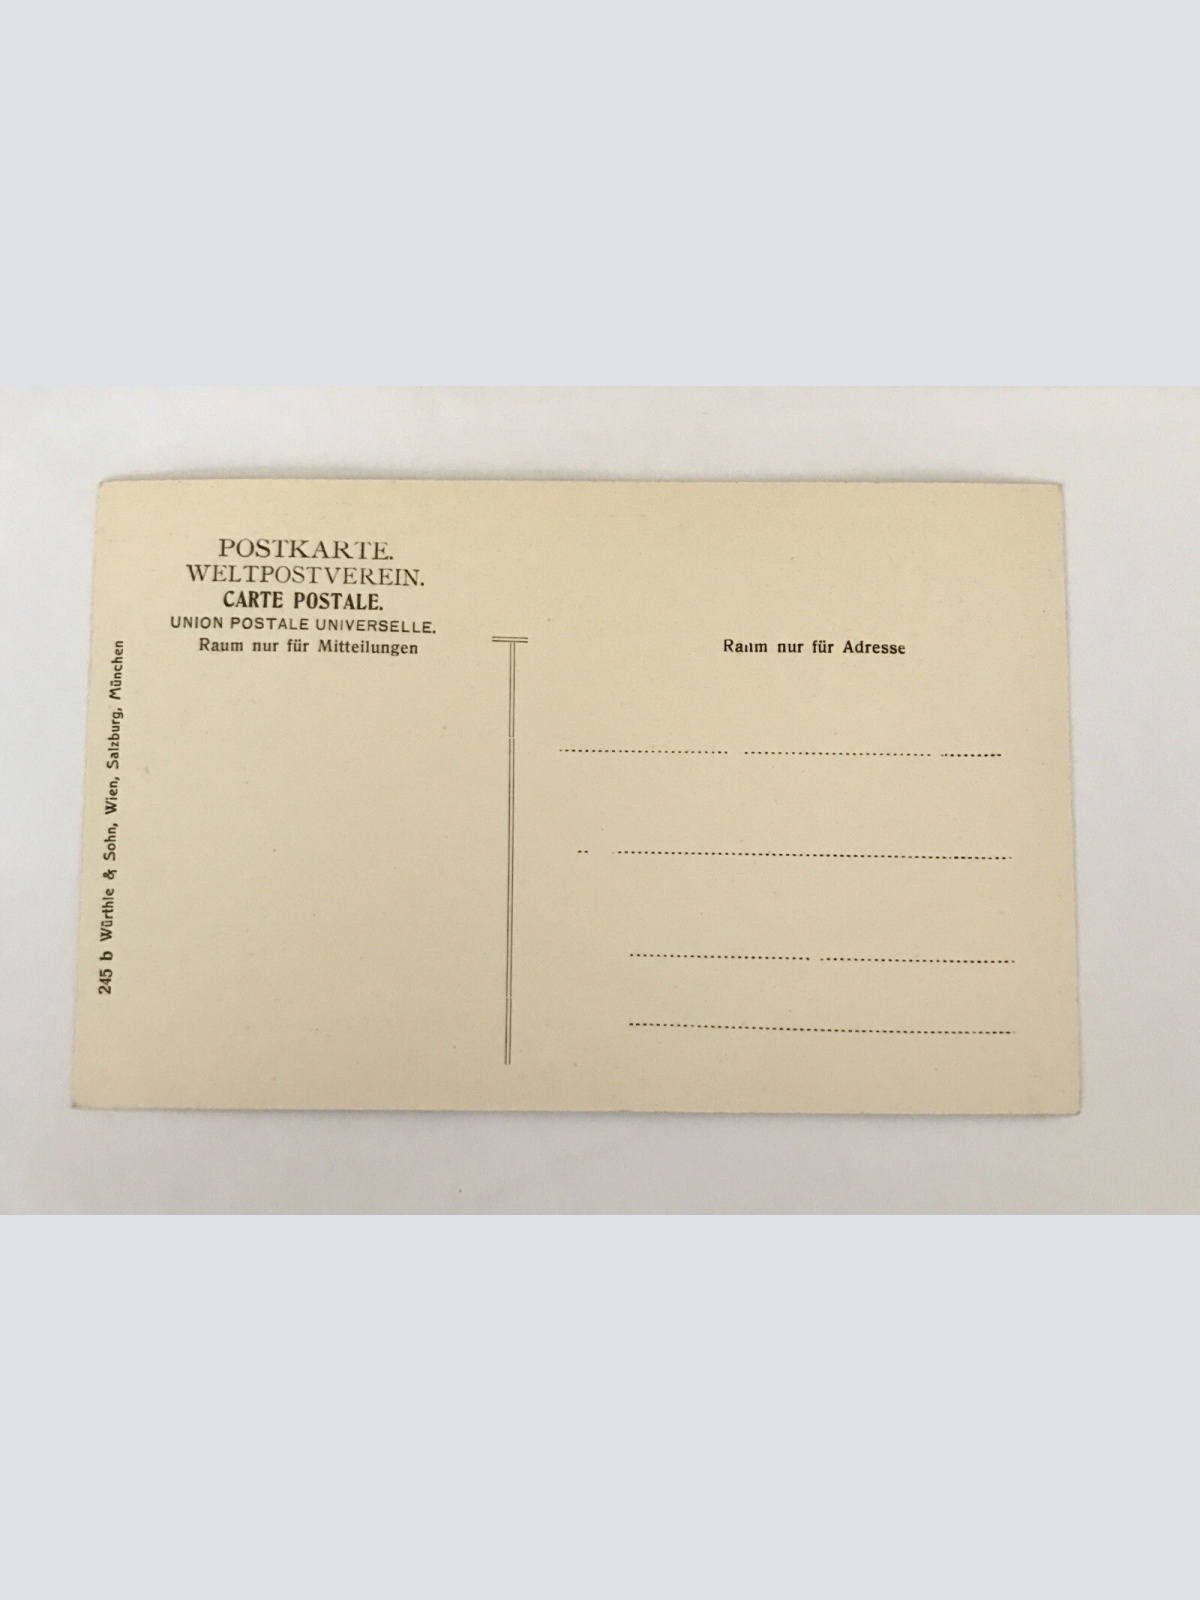 POSTKARTE.
WELTPOSTVEREIN.
CARTE POSTALE.
UNION POSTALE UNIVERSELLE.
Raum nur für Mitteilungen
Raum nur für Adresse
245 b Würthle & Sohn, Wien, Salzburg, München